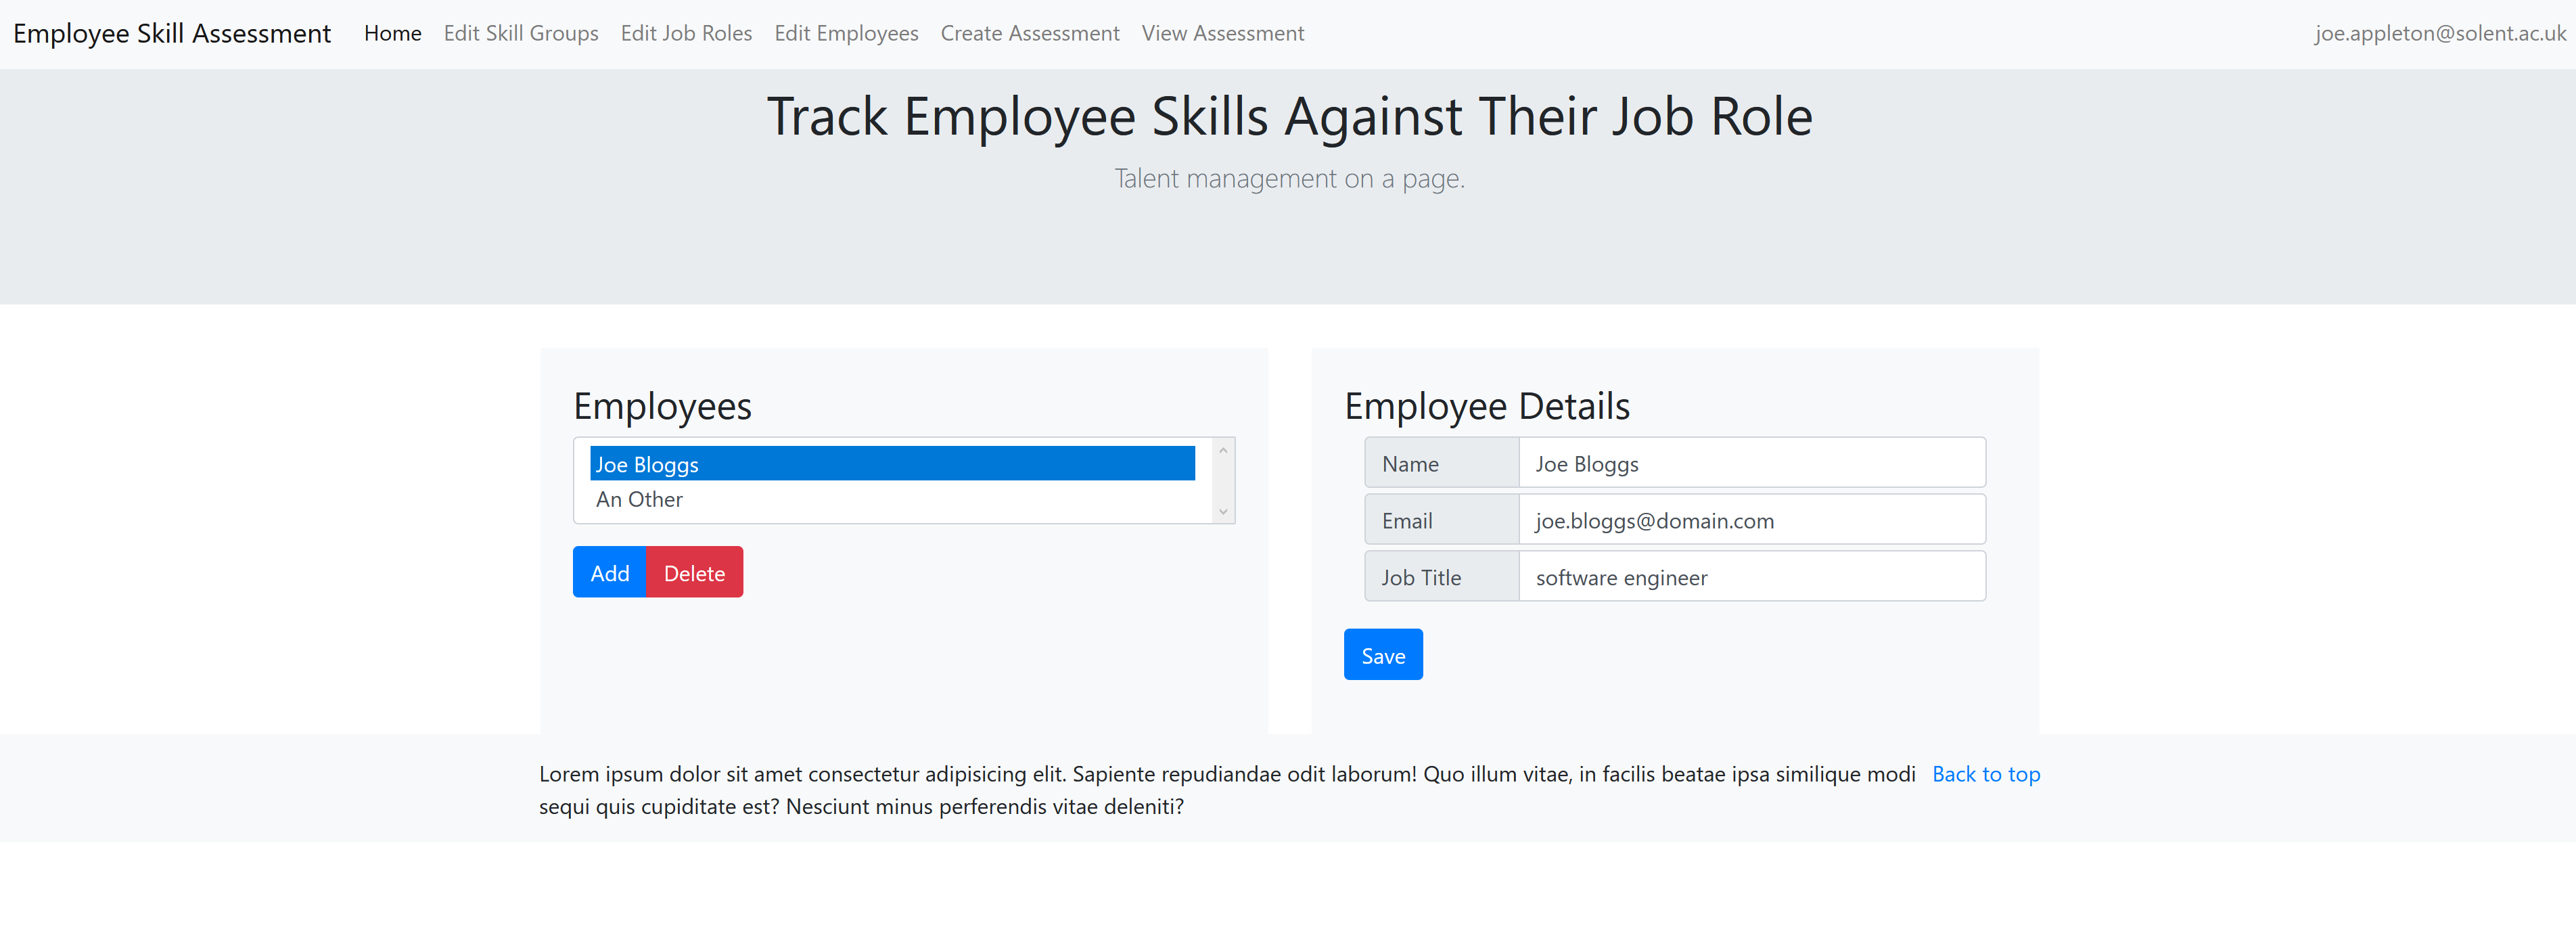 Employee Skill Assessment Home Edit Skill Groups Edit Job Roles Edit Employees Create Assessment View Assessment joe.appleton@solent.ac.uk
Track Employee Skills Against Their Job Role
Talent management on a page.
Employees
Joe Bloggs
An Other
Add Delete
Employee Details
Name Joe Bloggs
Email joe.bloggs@domain.com
Job Title software engineer
Save
Lorem ipsum dolor sit amet consectetur adipisicing elit. Sapiente repudiandae odit laborum! Quo illum vitae, in facilis beatae ipsa similique modi Back to top
sequi quis cupiditate est? Nesciunt minus perferendis vitae deleniti?